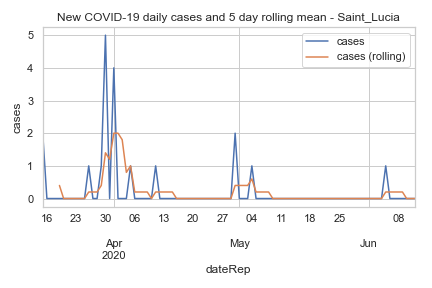 New COVID-19 daily cases and 5 day rolling mean - Saint_Lucia
cases
cases (rolling)
5
4
3
2
1
0
cases
16 23 30 06 13 20 27 04 11 18 25 08
Apr May Jun
2020
dateRep